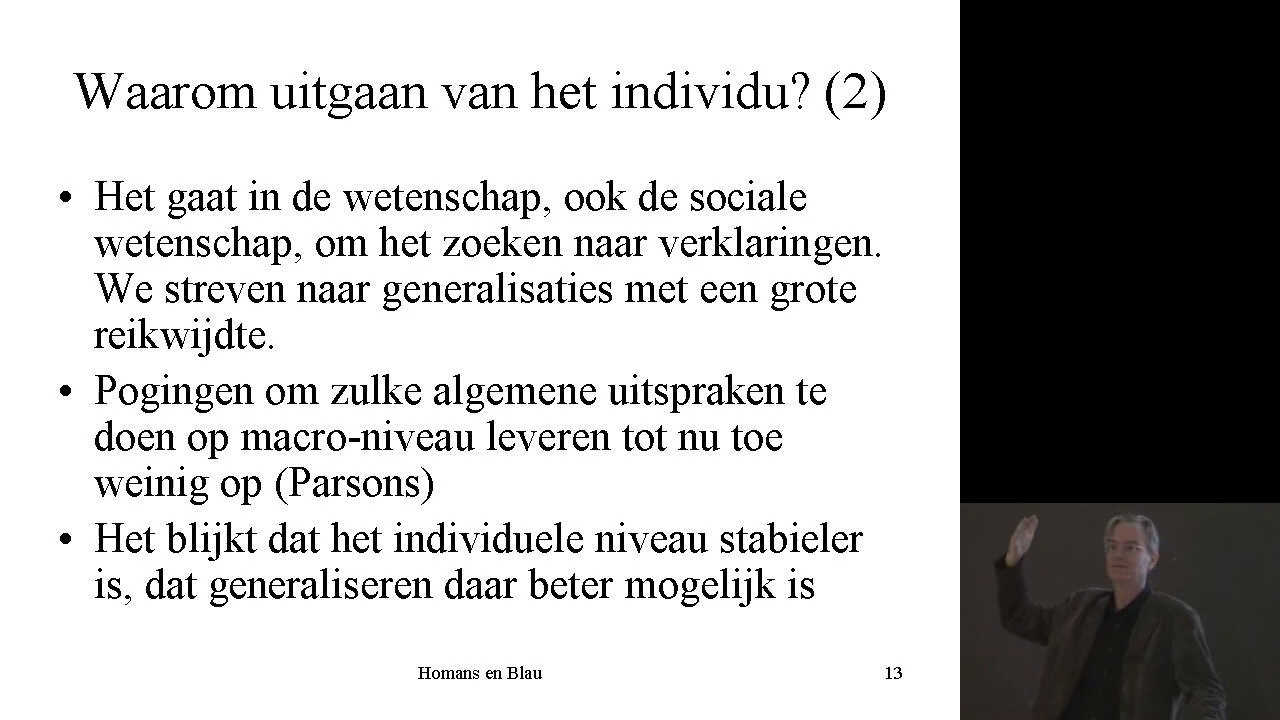 Waarom uitgaan van het individu? (2)
• Het gaat in de wetenschap, ook de sociale
wetenschap, om het zoeken naar verklaringen.
We streven naar generalisaties met een grote
reikwijdte.
• Pogingen om zulke algemene uitspraken te
doen op macro-niveau leveren tot nu toe
weinig op (Parsons)
• Het blijkt dat het individuele niveau stabieler
is, dat generaliseren daar beter mogelijk is
Homans en Blau
13